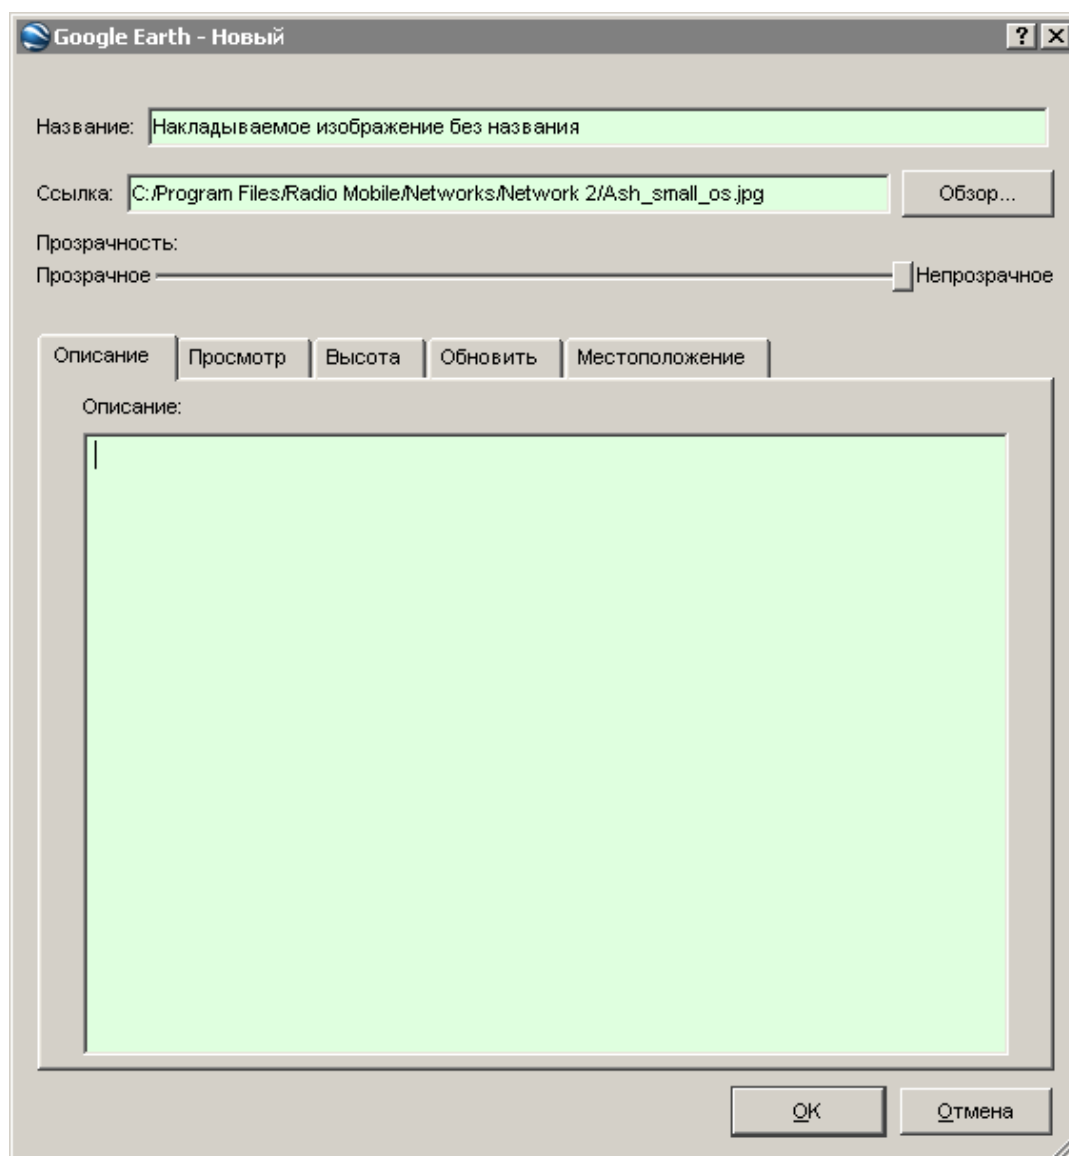 Google Earth - Новый
Название: Накладываемое изображение без названия
Ссылка: C:/Program Files/Radio Mobile/Networks/Network 2/Ash_small_os.jpg Обзор...
Прозрачность:
Прозрачное Непрозрачное
Описание Просмотр Высота Обновить Местоположение
Описание:
OK Отмена